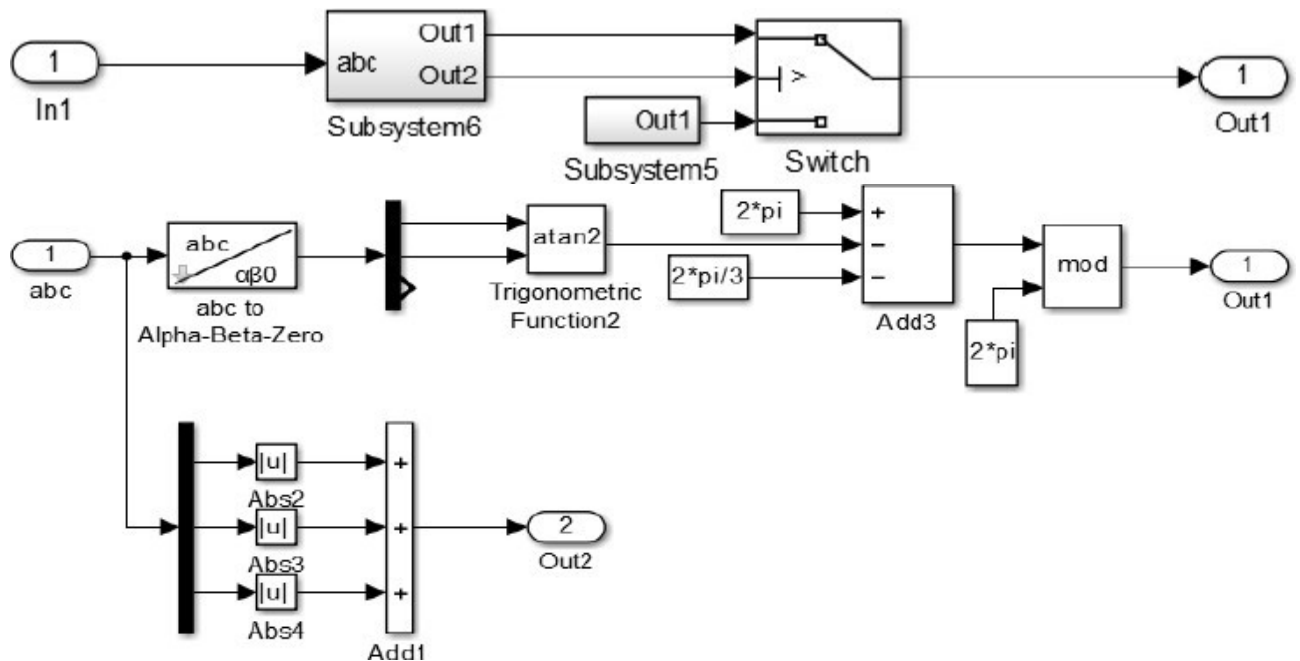 1
In1
abc
Out1
Out2
Subsystem6
Out1
Subsystem5
>
Switch
1
Out1
1
abc
abc
αβ0
abc to
Alpha-Beta-Zero
atan2
Trigonometric
Function2
2*pi
2*pi/3
+
−
−
Add3
mod
2*pi
1
Out1
|u|
Abs2
|u|
Abs3
|u|
Abs4
+
+
+
Add1
2
Out2